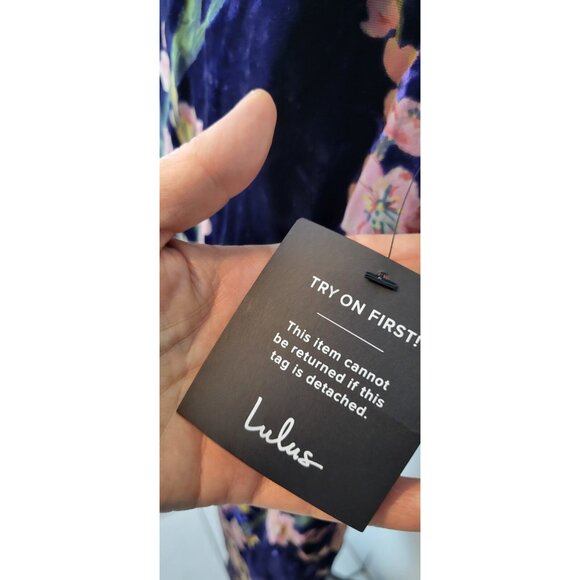 TRY ON FIRST!
This item cannot
be returned if this
tag is detached.
Lulus